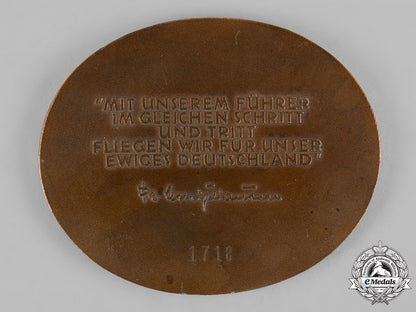 "MIT UNSEREM FÜHRER
IM GLEICHEN SCHRITT
UND TRITT
FLIEGEN WIR FÜR UNSER
EWIGES DEUTSCHLAND"
1718
eMedals